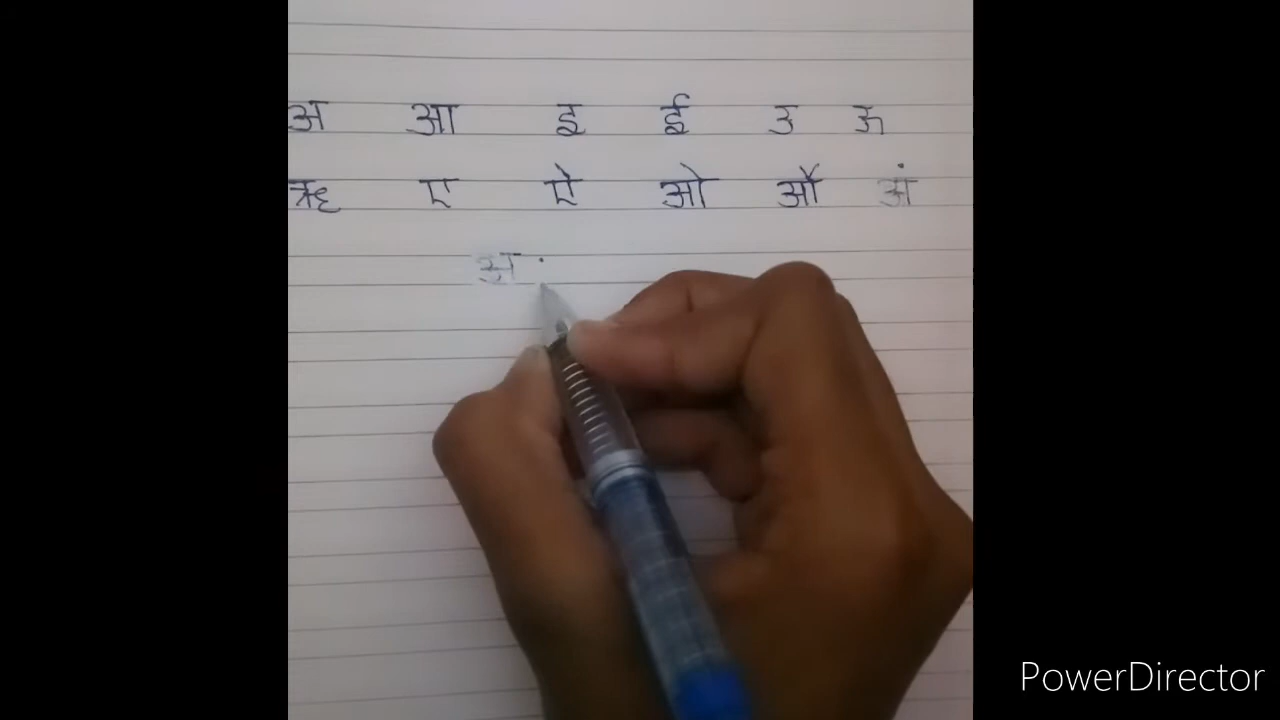 अ आ इ ई उ ऊ
ऋ ए ऐ ओ औ अं
अ·
PowerDirector